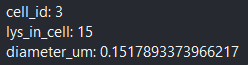 cell_id: 3
lys_in_cell: 15
diameter_um: 0.1517893373966217